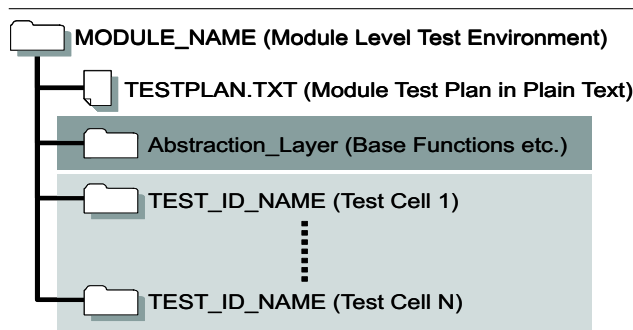 MODULE_NAME (Module Level Test Environment)
TESTPLAN.TXT (Module Test Plan in Plain Text)
Abstraction_Layer (Base Functions etc.)
TEST_ID_NAME (Test Cell 1)
TEST_ID_NAME (Test Cell N)